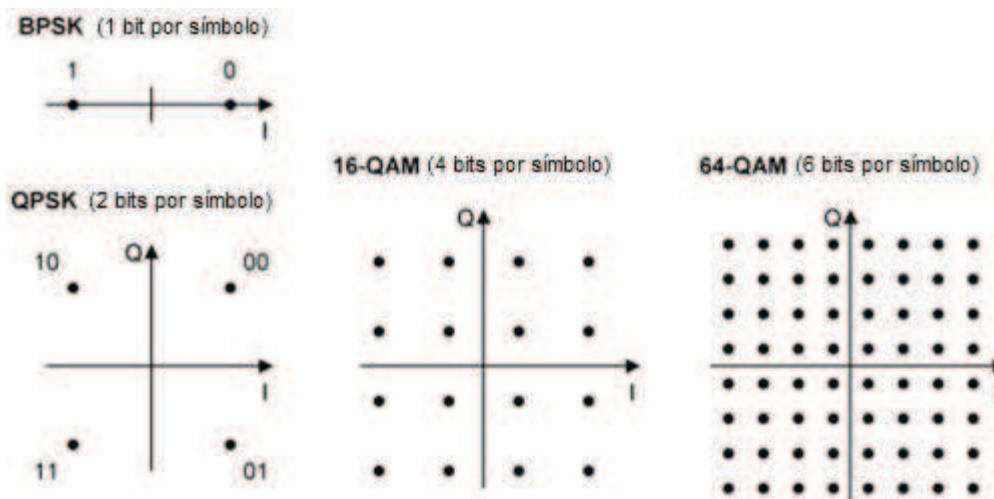 BPSK (1 bit por símbolo)
1 0
I
QPSK (2 bits por símbolo)
10 Q 00
I
11 01
16-QAM (4 bits por símbolo)
Q
I
64-QAM (6 bits por símbolo)
Q